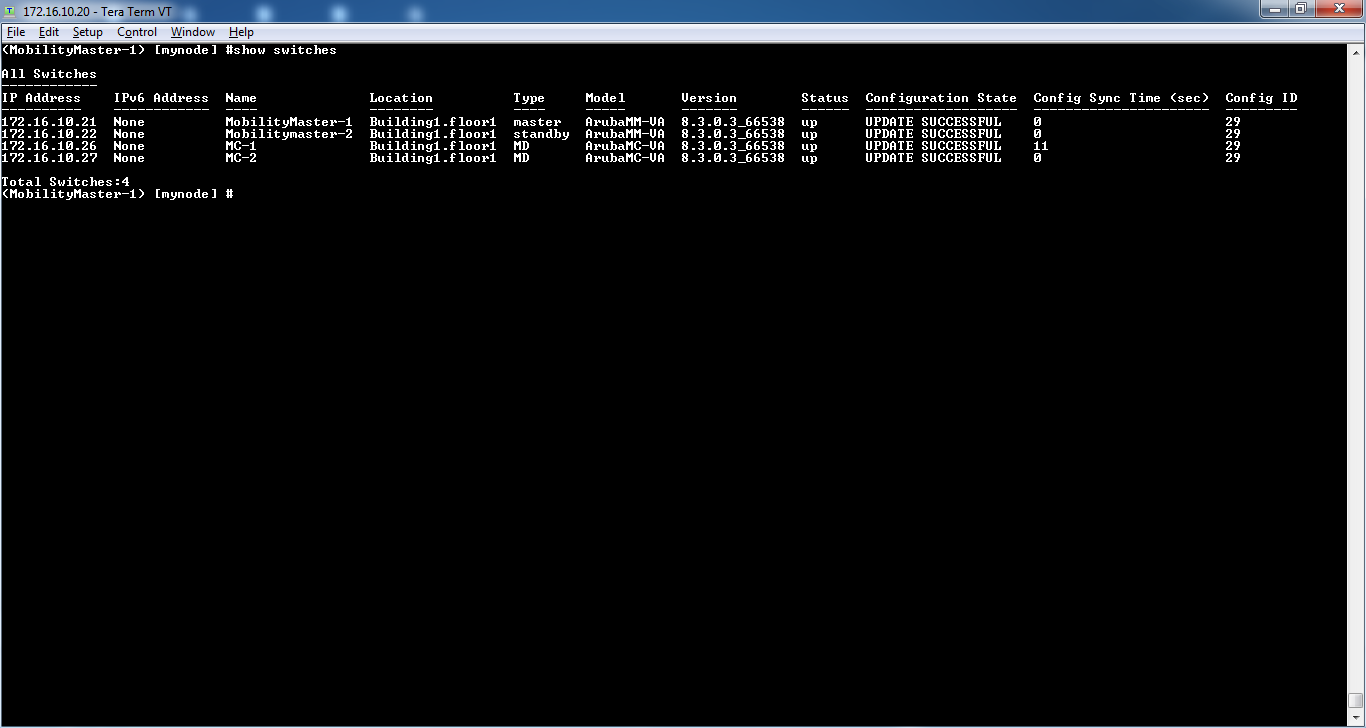 172.16.10.20 - Tera Term VT
File Edit Setup Control Window Help
(MobilityMaster-1) [mynode] #show switches
All Switches
------------
IP Address IPv6 Address Name Location Type Model Version Status Configuration State Config Sync Time (sec) Config ID
---------- ------------ ---- -------- ---- ----- ------- ------ ------------------- ---------------------- ---------
172.16.10.21 None MobilityMaster-1 Building1.floor1 master ArubaMM-VA 8.3.0.3_66538 up UPDATE SUCCESSFUL 0 29
172.16.10.22 None Mobilitymaster-2 Building1.floor1 standby ArubaMM-VA 8.3.0.3_66538 up UPDATE SUCCESSFUL 0 29
172.16.10.26 None MC-1 Building1.floor1 MD ArubaMC-VA 8.3.0.3_66538 up UPDATE SUCCESSFUL 11 29
172.16.10.27 None MC-2 Building1.floor1 MD ArubaMC-VA 8.3.0.3_66538 up UPDATE SUCCESSFUL 0 29
Total Switches:4
(MobilityMaster-1) [mynode] #